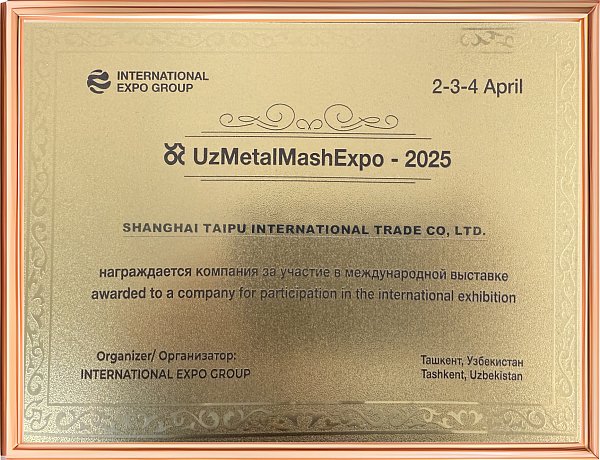 INTERNATIONAL
EXPO GROUP
2-3-4 April
UzMetalMashExpo - 2025
SHANGHAI TAIPU INTERNATIONAL TRADE CO, LTD.
награждается компания за участие в международной выставке
awarded to a company for participation in the international exhibition
Organizer/ Организатор:
INTERNATIONAL EXPO GROUP
Ташкент, Узбекистан
Tashkent, Uzbekistan